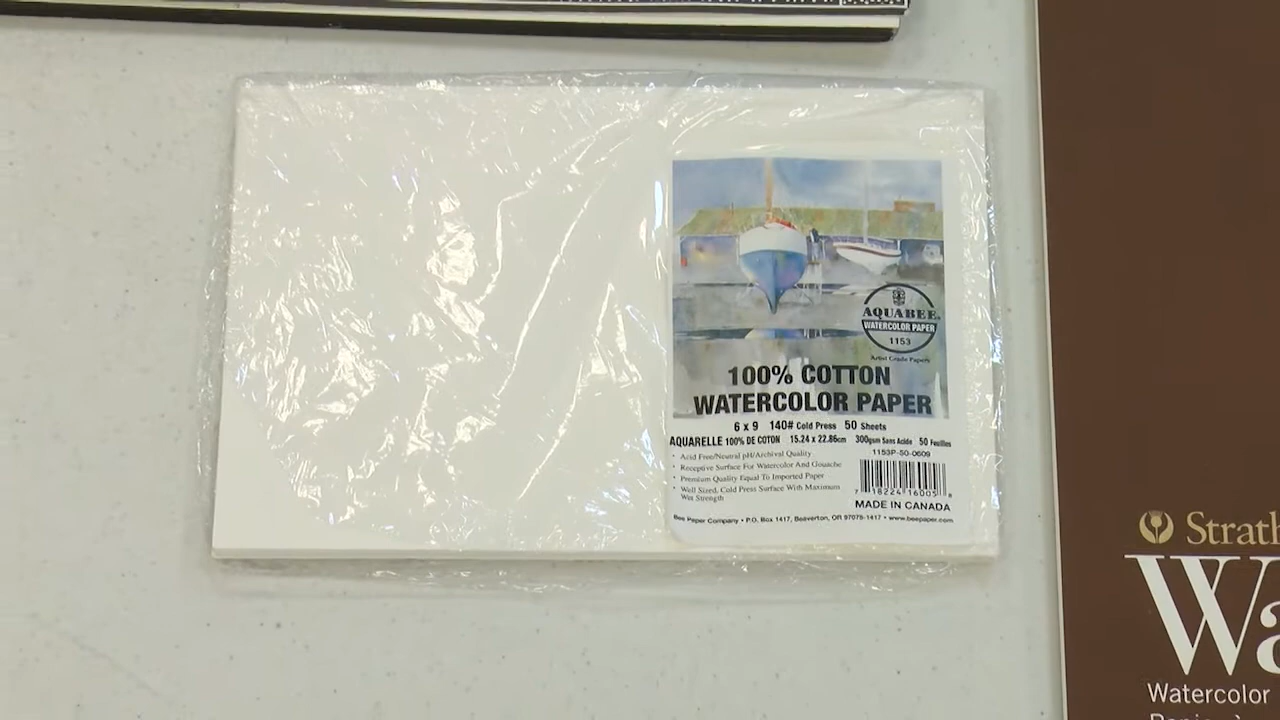 AQUABEE®
WATERCOLOR PAPER
1153
Artist Grade Papers
100% COTTON
WATERCOLOR PAPER
6 x 9 140# Cold Press 50 Sheets
AQUARELLE 100% DE COTON 15.24 x 22.86cm 300gsm Sans Acide 50 Feuilles
1153P-50-0609
• Acid Free/Neutral pH/Archival Quality
• Receptive Surface For Watercolor And Gouache
• Premium Quality Equal To Imported Paper
• Well Sized, Cold Press Surface With Maximum
Wet Strength
7 18224 16005 8
MADE IN CANADA
Bee Paper Company • P.O. Box 1417, Beaverton, OR 97075-1417 • www.beepaper.com
Strath
Wa
Watercolor